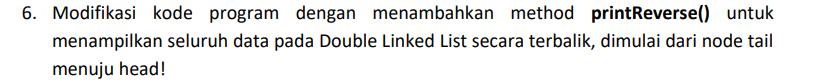 6. Modifikasi kode program dengan menambahkan method printReverse() untuk
menampilkan seluruh data pada Double Linked List secara terbalik, dimulai dari node tail
menuju head!